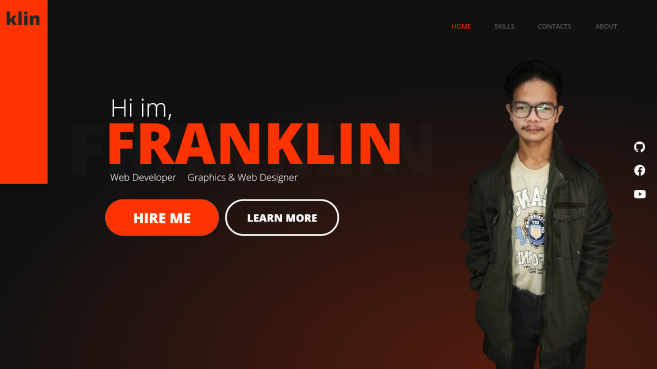 klin
HOME SKILLS CONTACTS ABOUT
Hi im,
FRANKLIN
Web Developer Graphics & Web Designer
HIRE ME LEARN MORE